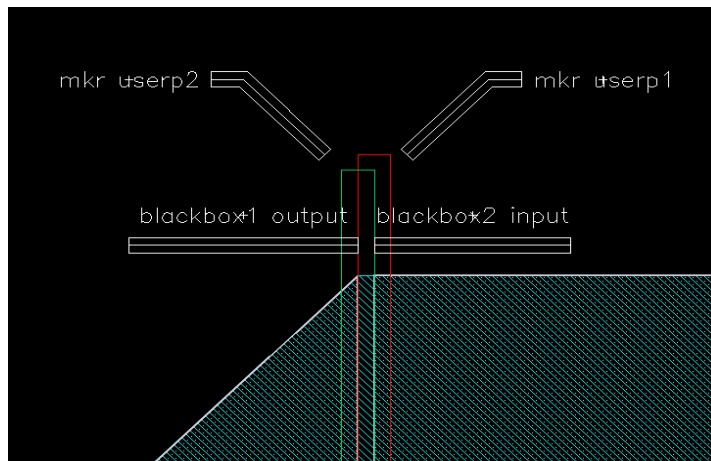 mkr userp2
mkr userp1
blackbox1 output
blackbox2 input